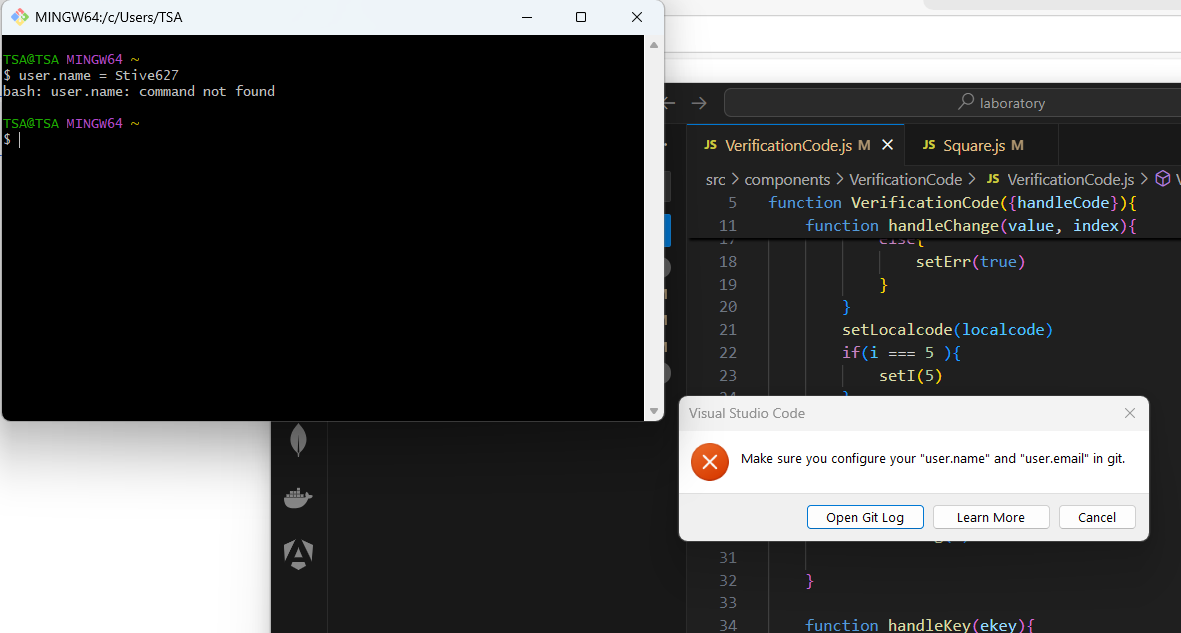 MINGW64:/c/Users/TSA
TSA@TSA MINGW64 ~
$ user.name = Stive627
bash: user.name: command not found
TSA@TSA MINGW64 ~
$
laboratory
JS VerificationCode.js M
JS Square.js M
src > components > VerificationCode > JS VerificationCode.js >
5 function VerificationCode({handleCode}){
11 function handleChange(value, index){
17 else{
18 setErr(true)
19 }
20 }
21 setLocalcode(localcode)
22 if(i === 5 ){
23 setI(5)
24 }
Visual Studio Code
Make sure you configure your "user.name" and "user.email" in git.
Open Git Log
Learn More
Cancel
31
32 }
33
34 function handleKey(ekey){